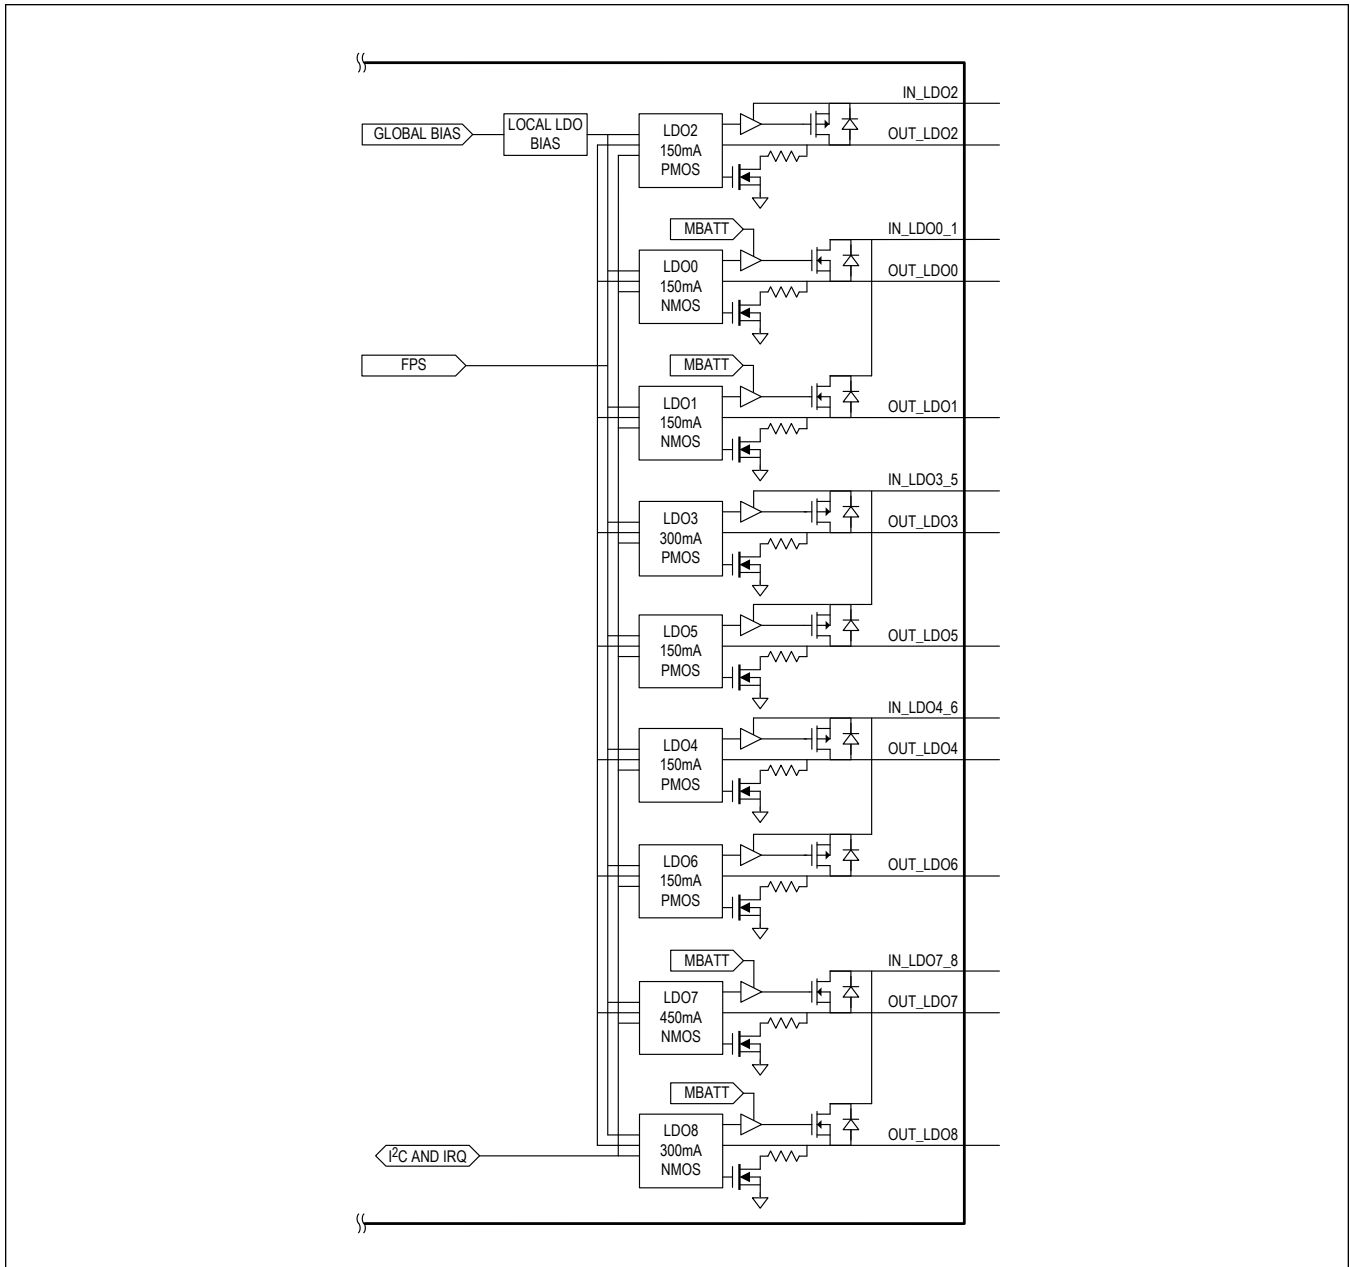 IN_LDO2
GLOBAL BIAS
LOCAL LDO
BIAS
LDO2
150mA
PMOS
OUT_LDO2
MBATT
IN_LDO0_1
LDO0
150mA
NMOS
OUT_LDO0
FPS
MBATT
LDO1
150mA
NMOS
OUT_LDO1
IN_LDO3_5
LDO3
300mA
PMOS
OUT_LDO3
LDO5
150mA
PMOS
OUT_LDO5
IN_LDO4_6
LDO4
150mA
PMOS
OUT_LDO4
LDO6
150mA
PMOS
OUT_LDO6
MBATT
IN_LDO7_8
LDO7
450mA
NMOS
OUT_LDO7
MBATT
LDO8
300mA
NMOS
OUT_LDO8
I²C AND IRQ